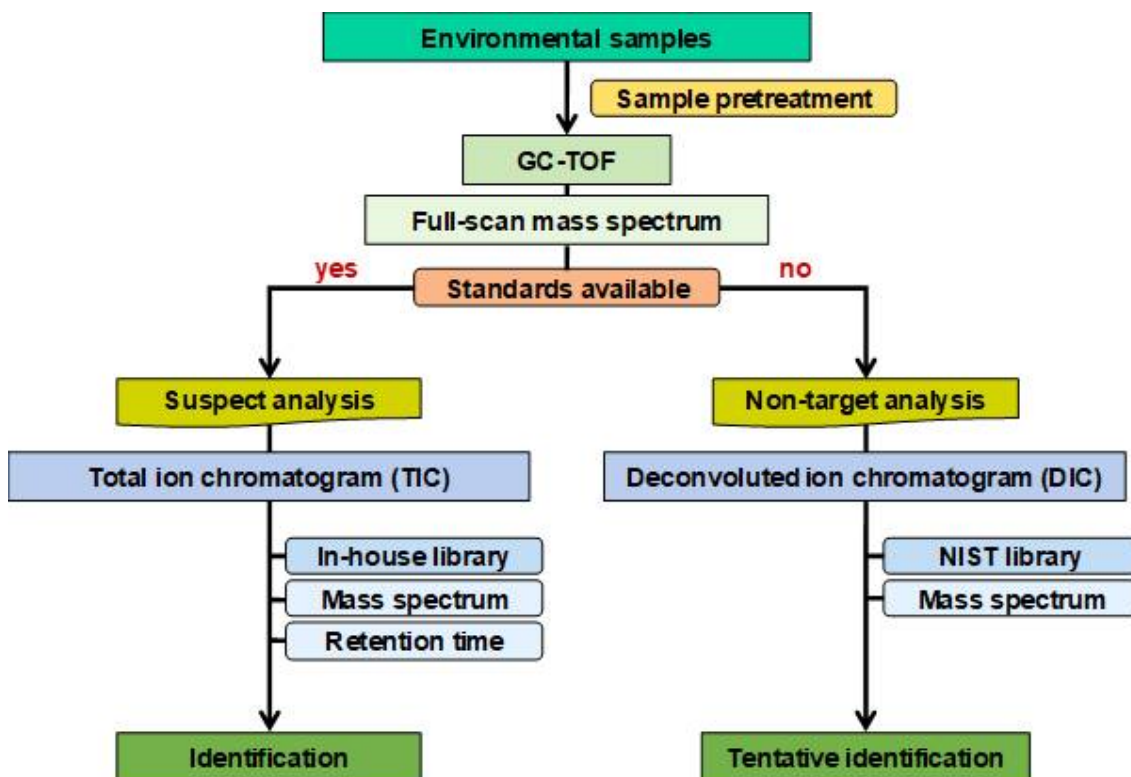 Environmental samples
Sample pretreatment
GC-TOF
Full-scan mass spectrum
yes
no
Standards available
Suspect analysis
Non-target analysis
Total ion chromatogram (TIC)
Deconvoluted ion chromatogram (DIC)
In-house library
NIST library
Mass spectrum
Mass spectrum
Retention time
Identification
Tentative identification